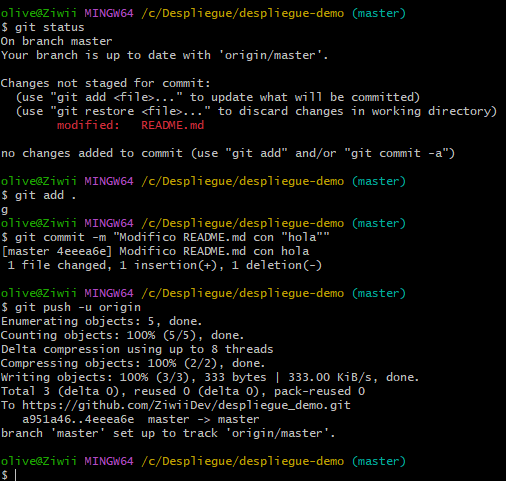 olive@Ziwii MINGW64 /c/Despliegue/despliegue-demo (master)
$ git status
On branch master
Your branch is up to date with 'origin/master'.
Changes not staged for commit:
  (use "git add <file>..." to update what will be committed)
  (use "git restore <file>..." to discard changes in working directory)
        modified:   README.md
no changes added to commit (use "git add" and/or "git commit -a")
olive@Ziwii MINGW64 /c/Despliegue/despliegue-demo (master)
$ git add .
g
olive@Ziwii MINGW64 /c/Despliegue/despliegue-demo (master)
$ git commit -m "Modifico README.md con "hola""
[master 4eeea6e] Modifico README.md con hola
 1 file changed, 1 insertion(+), 1 deletion(-)
olive@Ziwii MINGW64 /c/Despliegue/despliegue-demo (master)
$ git push -u origin
Enumerating objects: 5, done.
Counting objects: 100% (5/5), done.
Delta compression using up to 8 threads
Compressing objects: 100% (2/2), done.
Writing objects: 100% (3/3), 333 bytes | 333.00 KiB/s, done.
Total 3 (delta 0), reused 0 (delta 0), pack-reused 0
To https://github.com/ZiwiiDev/despliegue_demo.git
   a951a46..4eeea6e  master -> master
branch 'master' set up to track 'origin/master'.
olive@Ziwii MINGW64 /c/Despliegue/despliegue-demo (master)
$